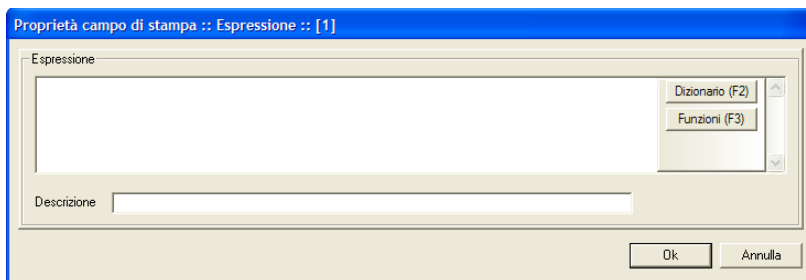 Proprietà campo di stampa :: Espressione :: [1]
Espressione
Dizionario (F2)
Funzioni (F3)
Descrizione
Ok Annulla